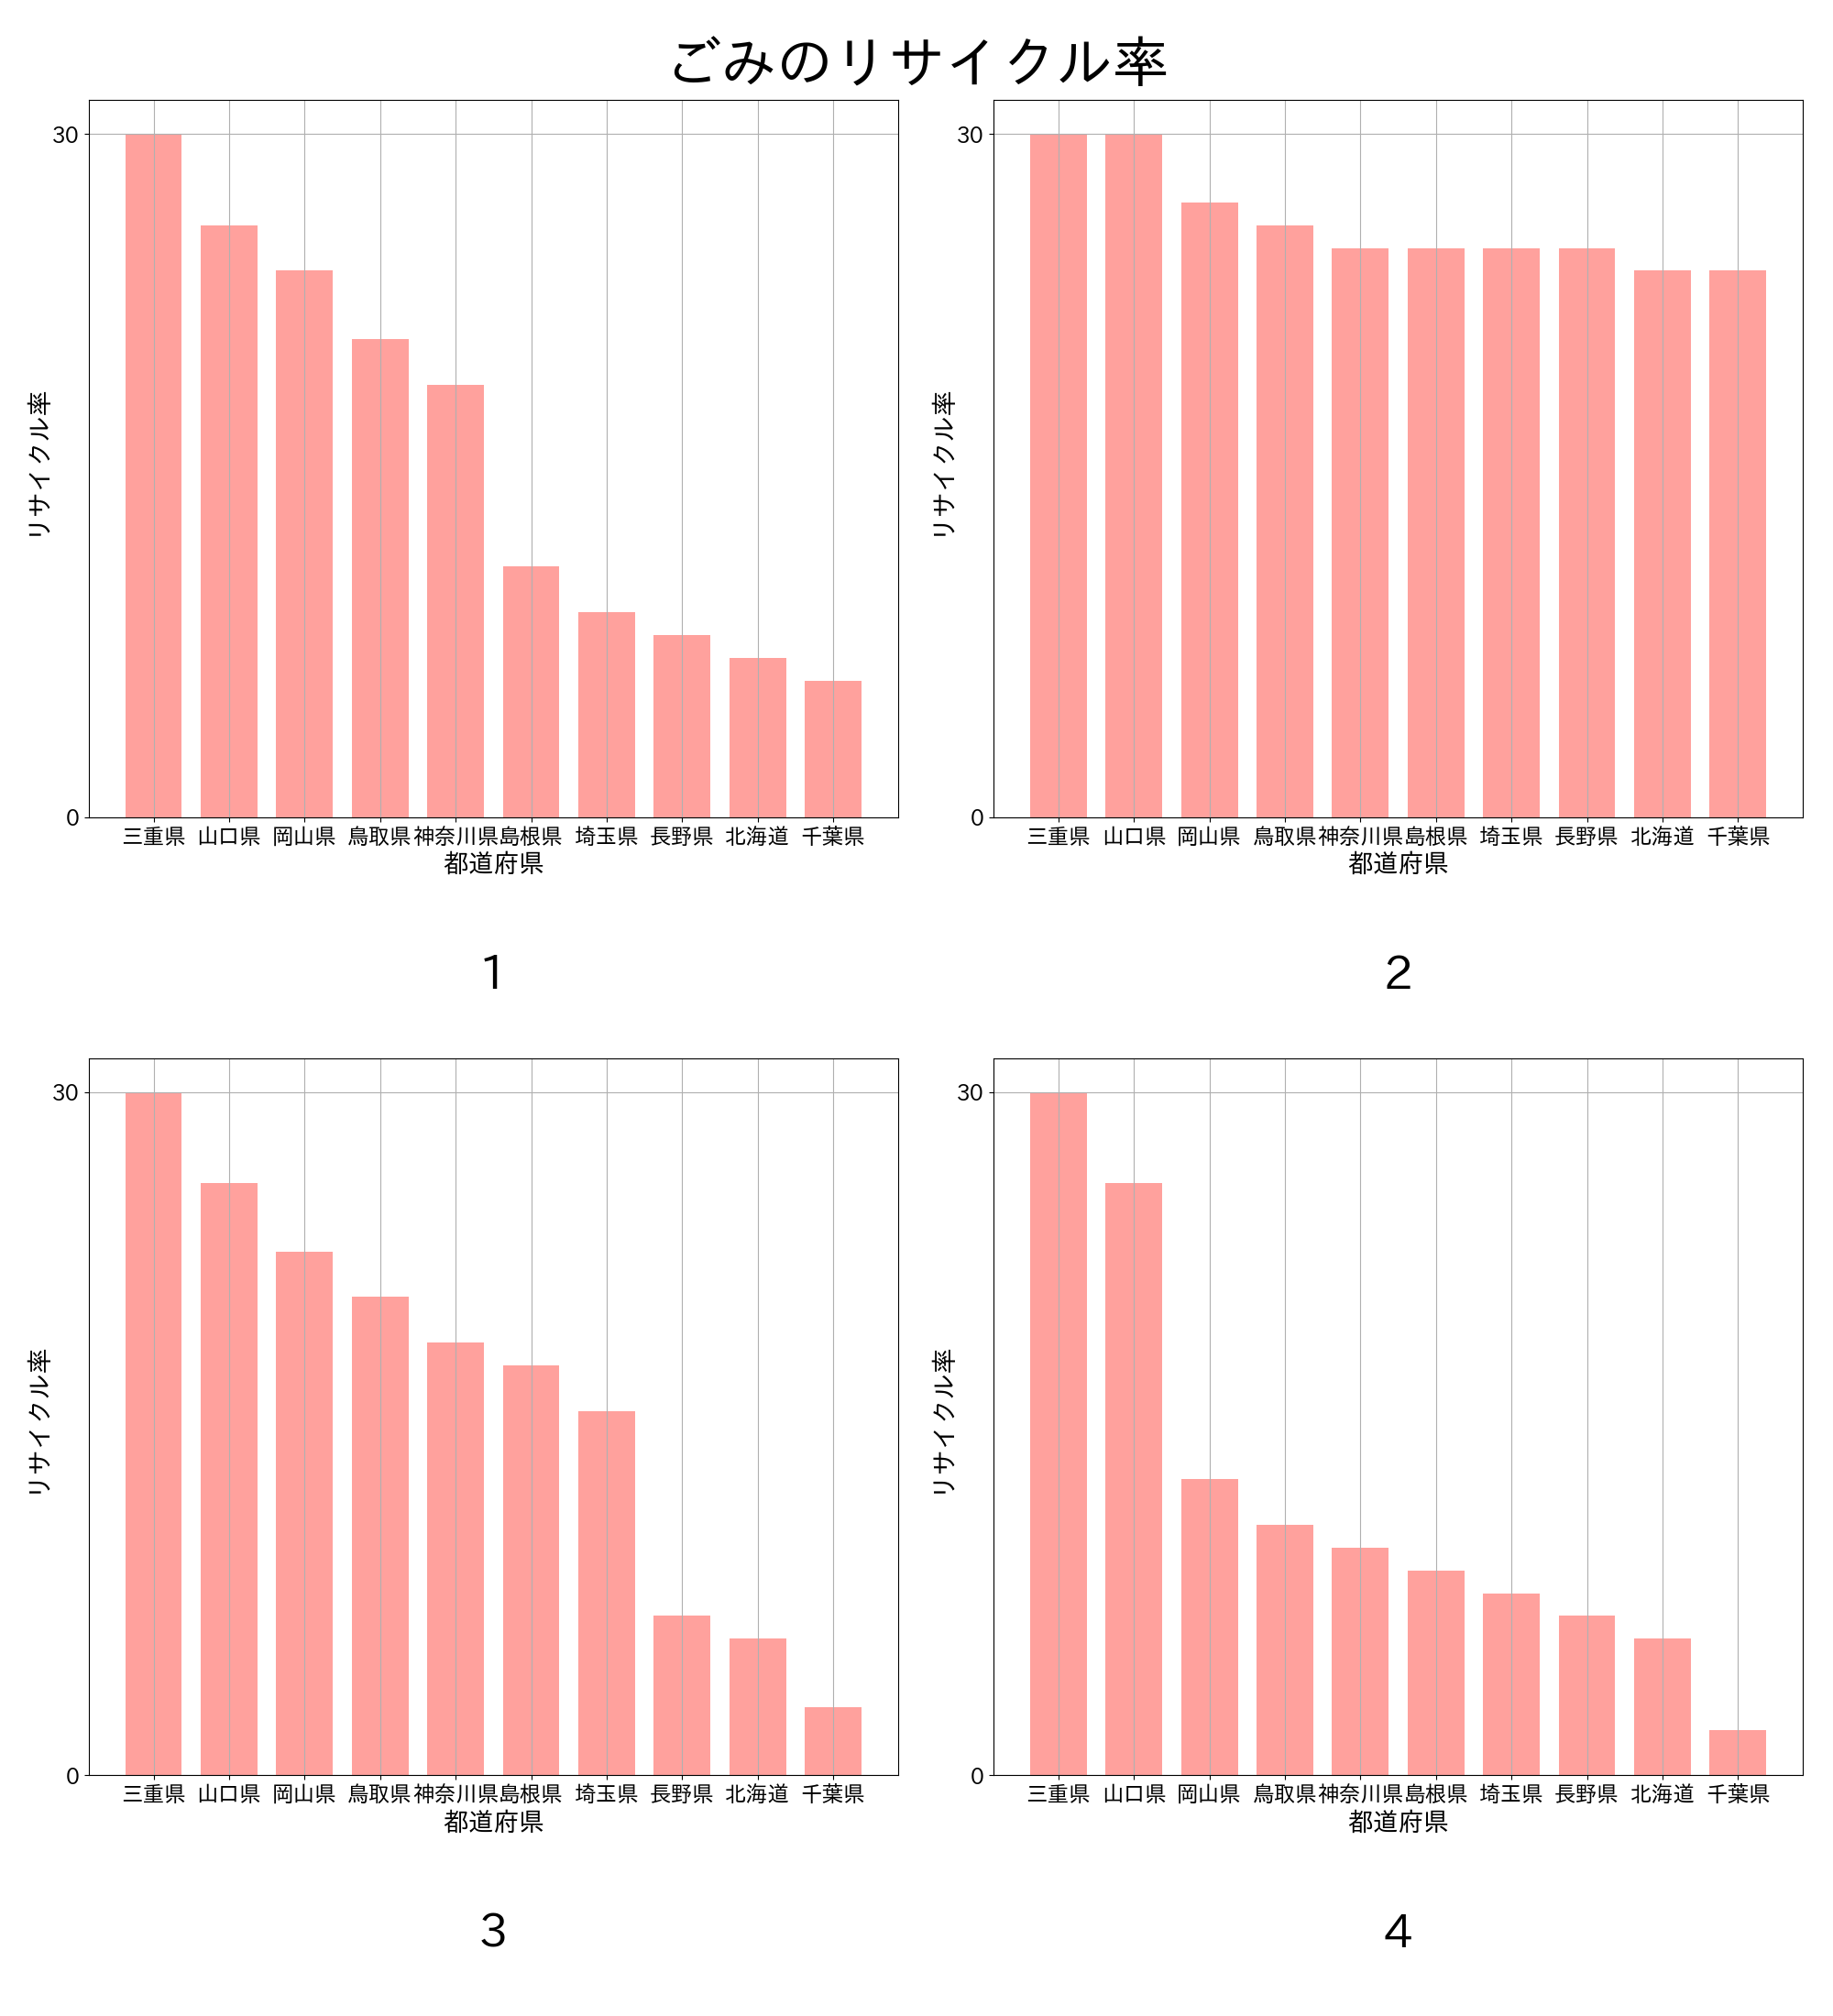 ごみのリサイクル率
30
0
リサイクル率
三重県 山口県 岡山県 鳥取県 神奈川県 島根県 埼玉県 長野県 北海道 千葉県
都道府県
1
30
0
リサイクル率
三重県 山口県 岡山県 鳥取県 神奈川県 島根県 埼玉県 長野県 北海道 千葉県
都道府県
2
30
0
リサイクル率
三重県 山口県 岡山県 鳥取県 神奈川県 島根県 埼玉県 長野県 北海道 千葉県
都道府県
3
30
0
リサイクル率
三重県 山口県 岡山県 鳥取県 神奈川県 島根県 埼玉県 長野県 北海道 千葉県
都道府県
4